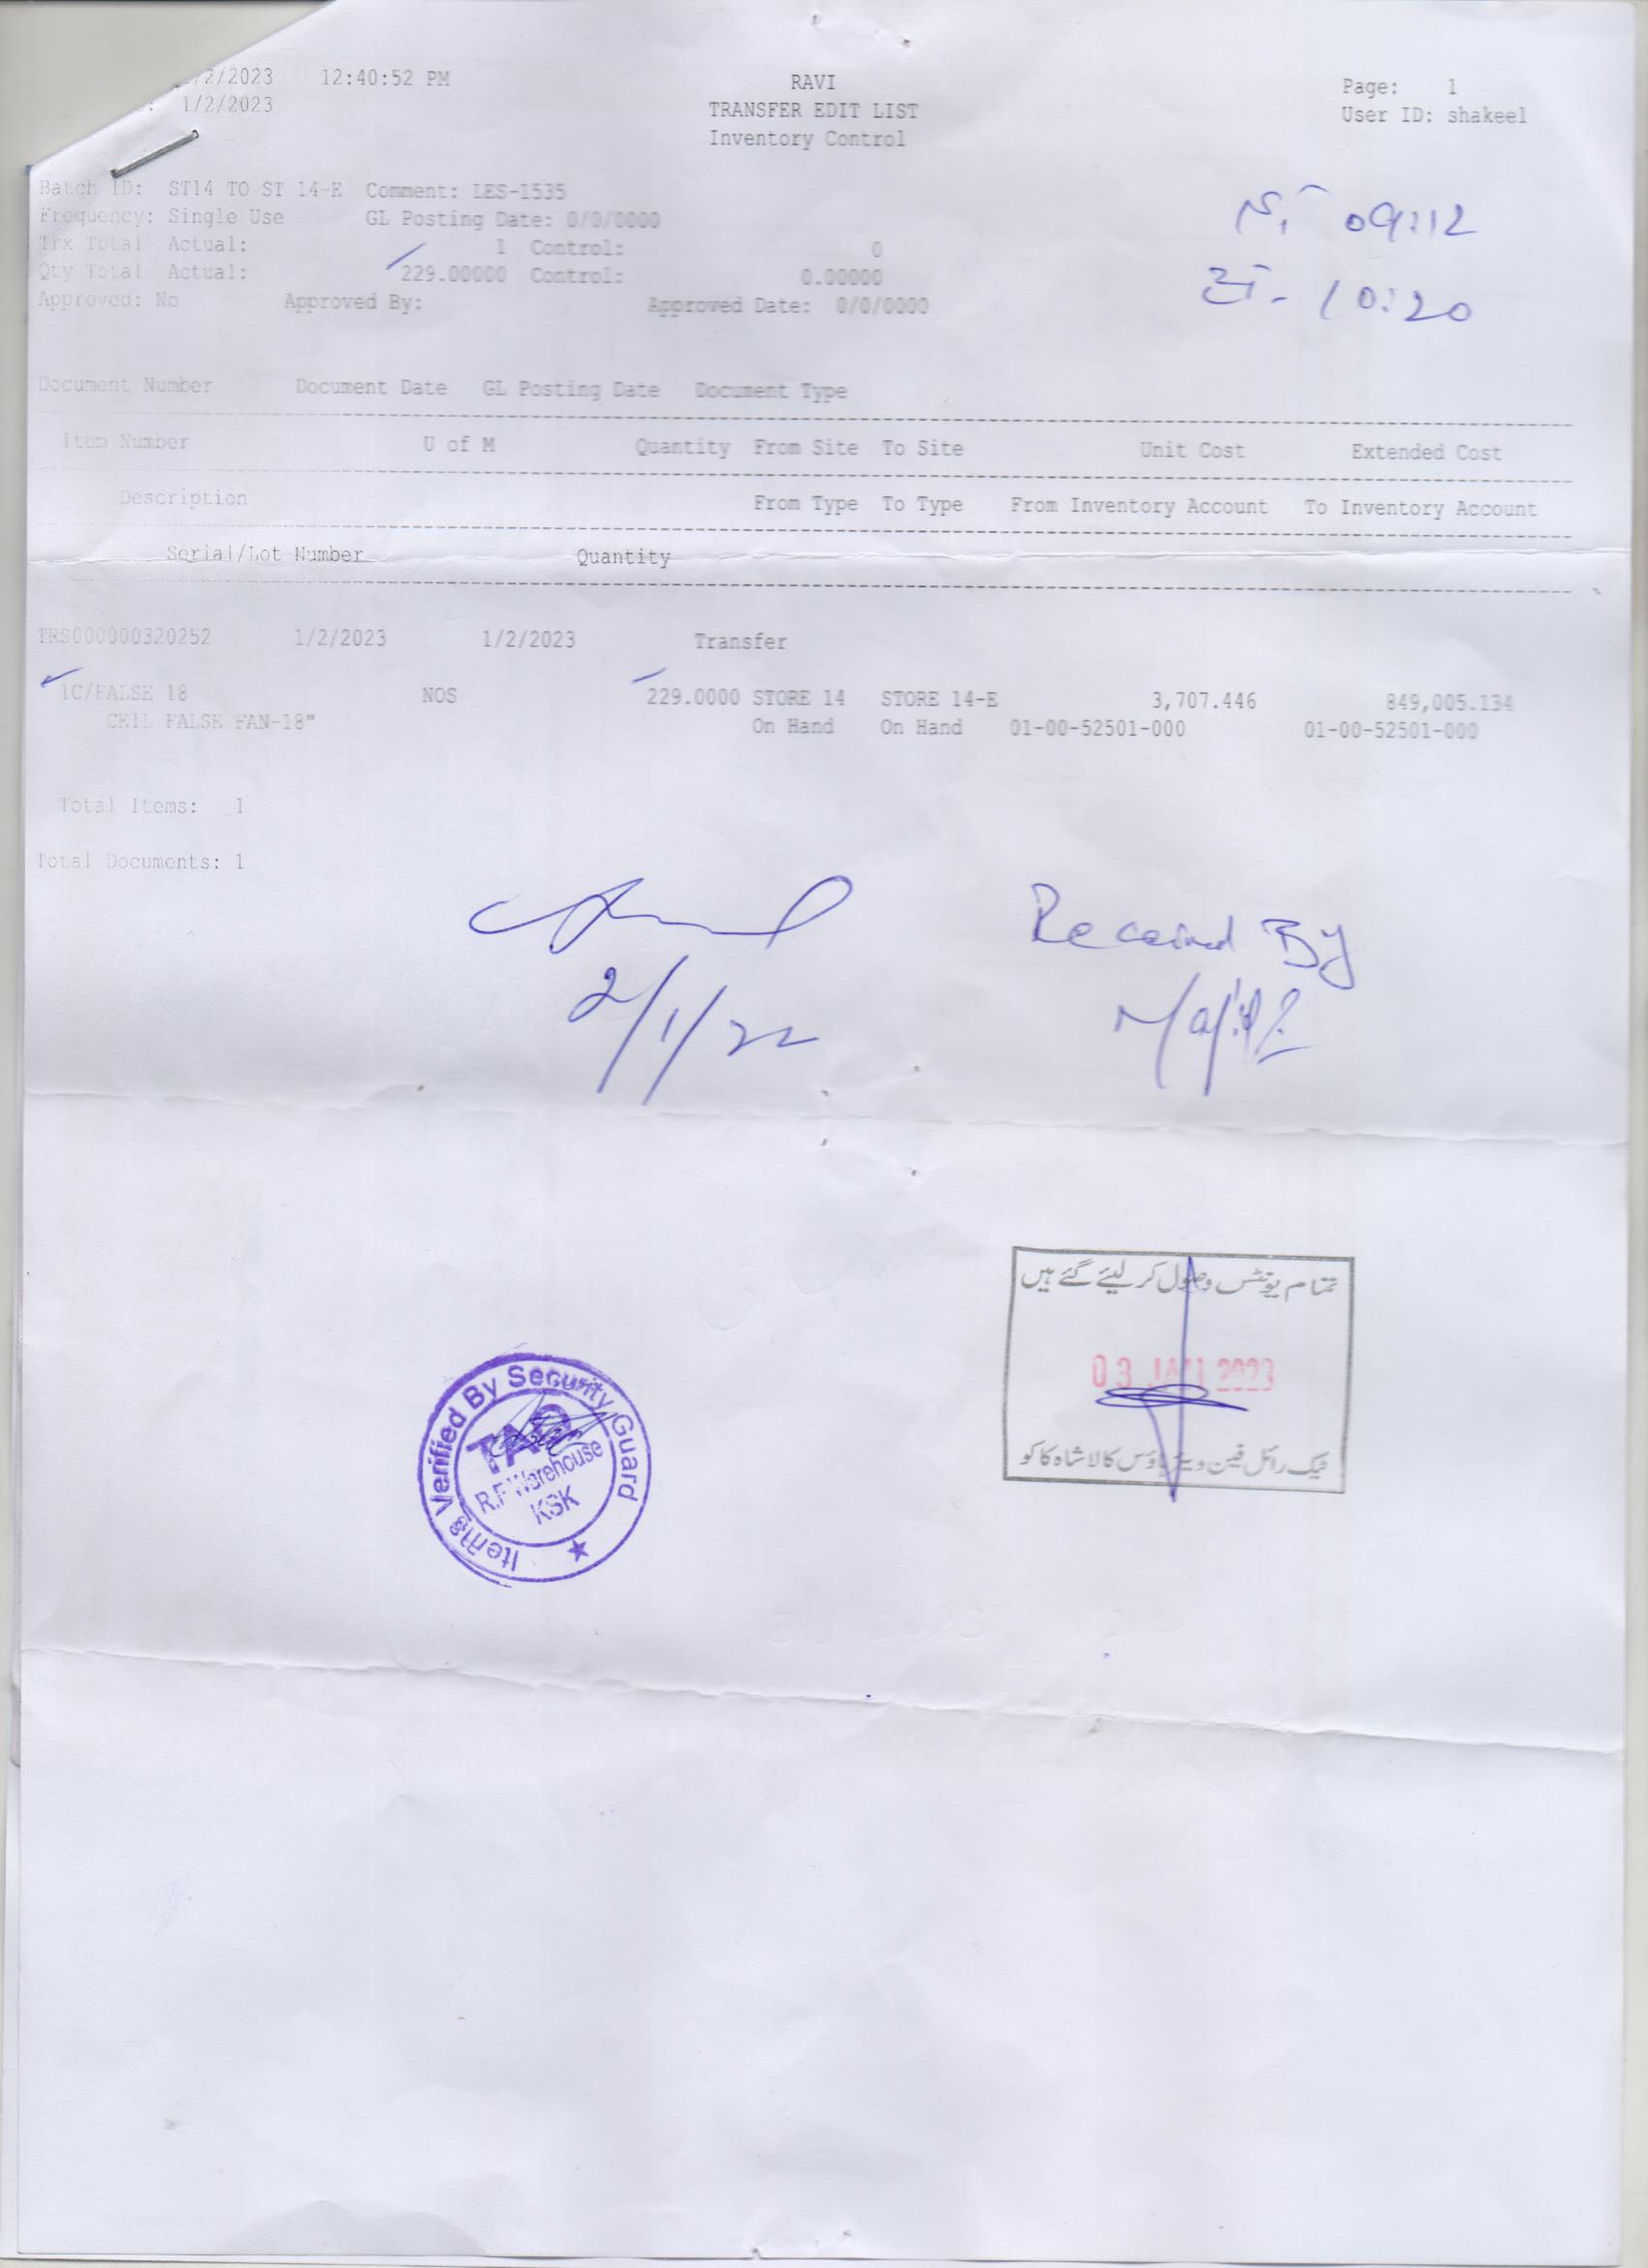 /2/2023 12:40:52 PM RAVI Page: 1
1/2/2023 TRANSFER EDIT LIST User ID: shakeel
Inventory Control
Batch ID: ST14 TO ST 14-E Comment: LES-1535
Frequency: Single Use GL Posting Date: 0/0/0000
Trx Total Actual: 1 Control: 0
Qty Total Actual: 229.00000 Control: 0.00000
Approved: No Approved By: Approved Date: 0/0/0000
09:12
10:20
Document Number Document Date GL Posting Date Document Type
Item Number U of M Quantity From Site To Site Unit Cost Extended Cost
Description From Type To Type From Inventory Account To Inventory Account
Serial/Lot Number Quantity
TRS000000320252 1/2/2023 1/2/2023 Transfer
1C/FALSE 18 NOS 229.0000 STORE 14 STORE 14-E 3,707.446 849,005.134
CEIL FALSE FAN-18" On Hand On Hand 01-00-52501-000 01-00-52501-000
Total Items: 1
Total Documents: 1
Received By
2/1/22
تمام یونٹس وصول کر لیئے گئے ہیں
03 JAN 2023
ٹیک رائل فین ویئر ہاؤس کالا شاہ کاکو
Items Verified By Security Guard
R.F Warehouse
KSK